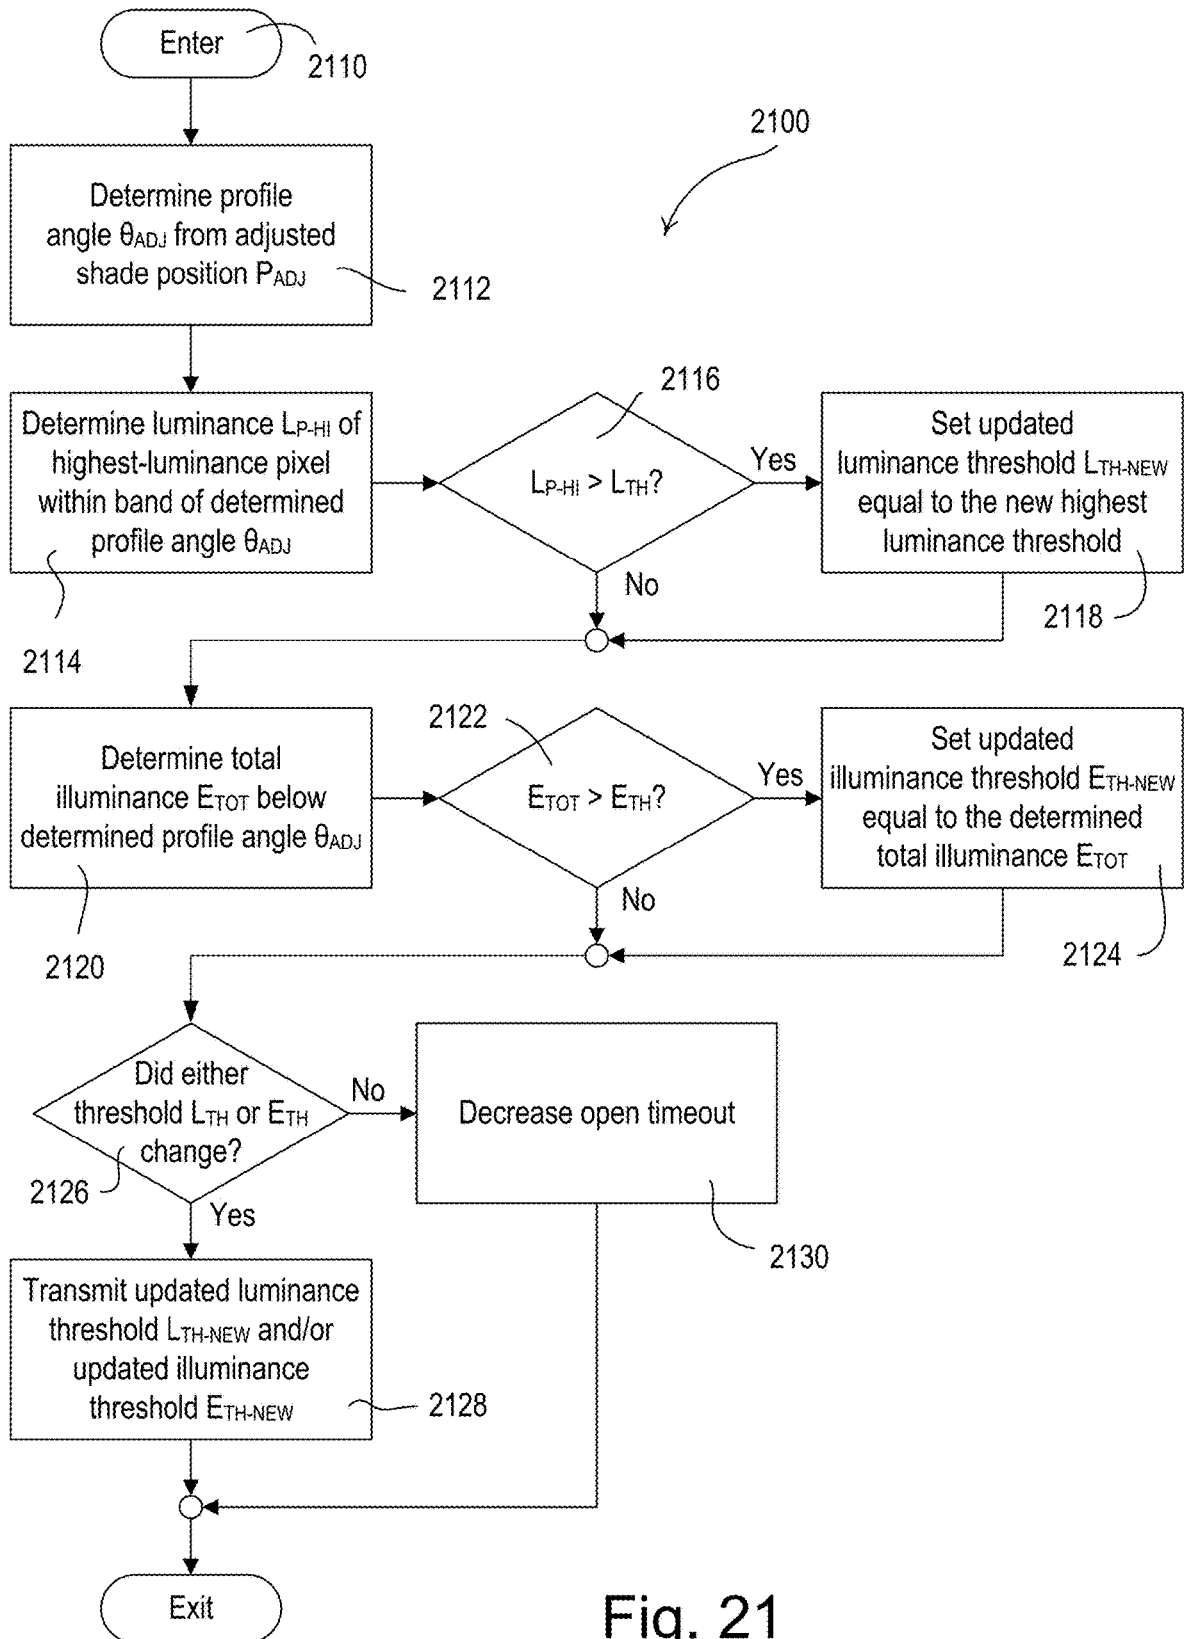 Enter
2110
2100
Determine profile
angle θADJ from adjusted
shade position PADJ
2112
Determine luminance LP-HI of
highest-luminance pixel
within band of determined
profile angle θADJ
2114
2116
LP-HI > LTH?
Yes
No
Set updated
luminance threshold LTH-NEW
equal to the new highest
luminance threshold
2118
Determine total
illuminance ETOT below
determined profile angle θADJ
2120
2122
ETOT > ETH?
Yes
No
Set updated
illuminance threshold ETH-NEW
equal to the determined
total illuminance ETOT
2124
Did either
threshold LTH or ETH
change?
2126
No
Yes
Decrease open timeout
2130
Transmit updated luminance
threshold LTH-NEW and/or
updated illuminance
threshold ETH-NEW
2128
Exit
Fig. 21